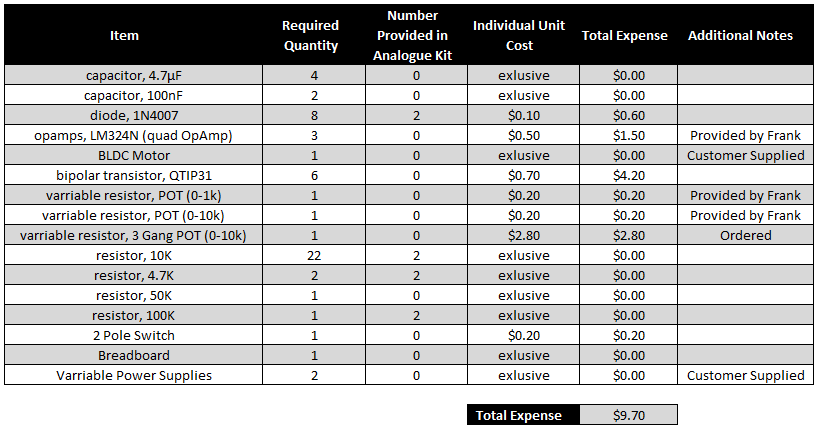 Item Required Quantity Number Provided in Analogue Kit Individual Unit Cost Total Expense Additional Notes
capacitor, 4.7µF 4 0 exlusive $0.00
capacitor, 100nF 2 0 exlusive $0.00
diode, 1N4007 8 2 $0.10 $0.60
opamps, LM324N (quad OpAmp) 3 0 $0.50 $1.50 Provided by Frank
BLDC Motor 1 0 exlusive $0.00 Customer Supplied
bipolar transistor, QTIP31 6 0 $0.70 $4.20
varriable resistor, POT (0-1k) 1 0 $0.20 $0.20 Provided by Frank
varriable resistor, POT (0-10k) 1 0 $0.20 $0.20 Provided by Frank
varriable resistor, 3 Gang POT (0-10k) 1 0 $2.80 $2.80 Ordered
resistor, 10K 22 2 exlusive $0.00
resistor, 4.7K 2 2 exlusive $0.00
resistor, 50K 1 0 exlusive $0.00
resistor, 100K 1 2 exlusive $0.00
2 Pole Switch 1 0 $0.20 $0.20
Breadboard 1 0 exlusive $0.00
Varriable Power Supplies 2 0 exlusive $0.00 Customer Supplied
Total Expense $9.70